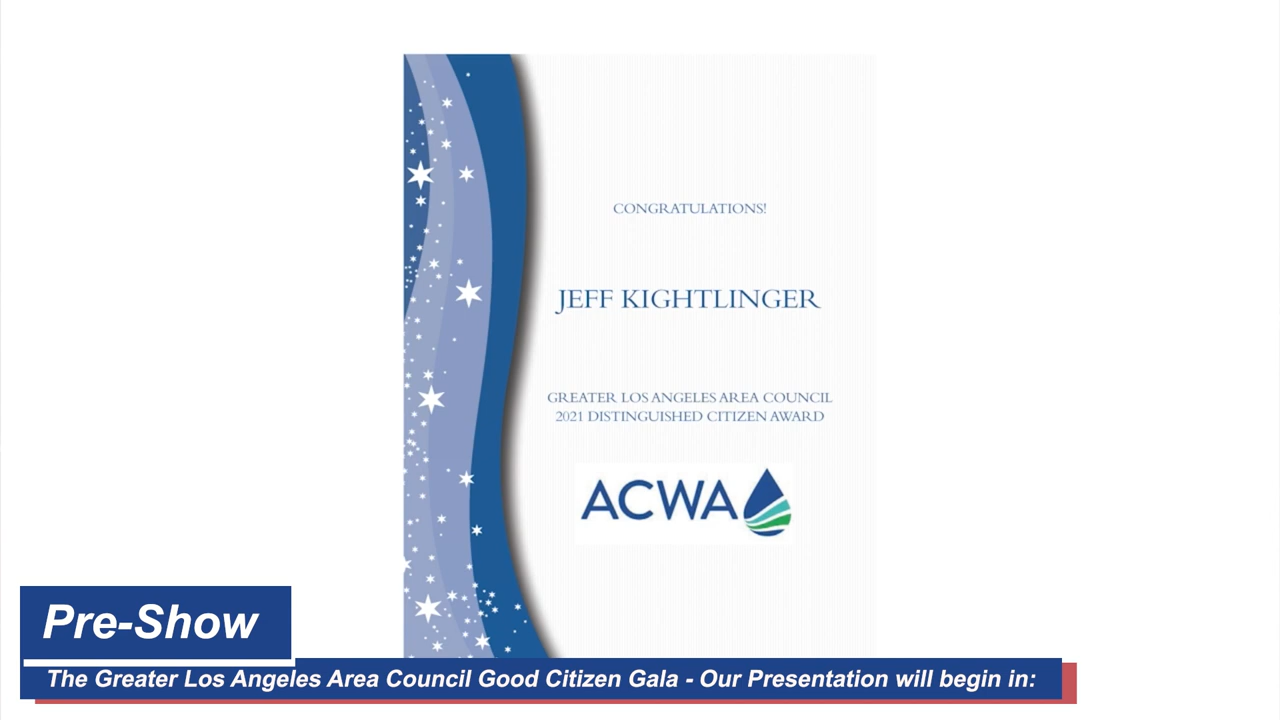 CONGRATULATIONS!
JEFF KIGHTLINGER
GREATER LOS ANGELES AREA COUNCIL
2021 DISTINGUISHED CITIZEN AWARD
ACWA
Pre-Show
The Greater Los Angeles Area Council Good Citizen Gala - Our Presentation will begin in: